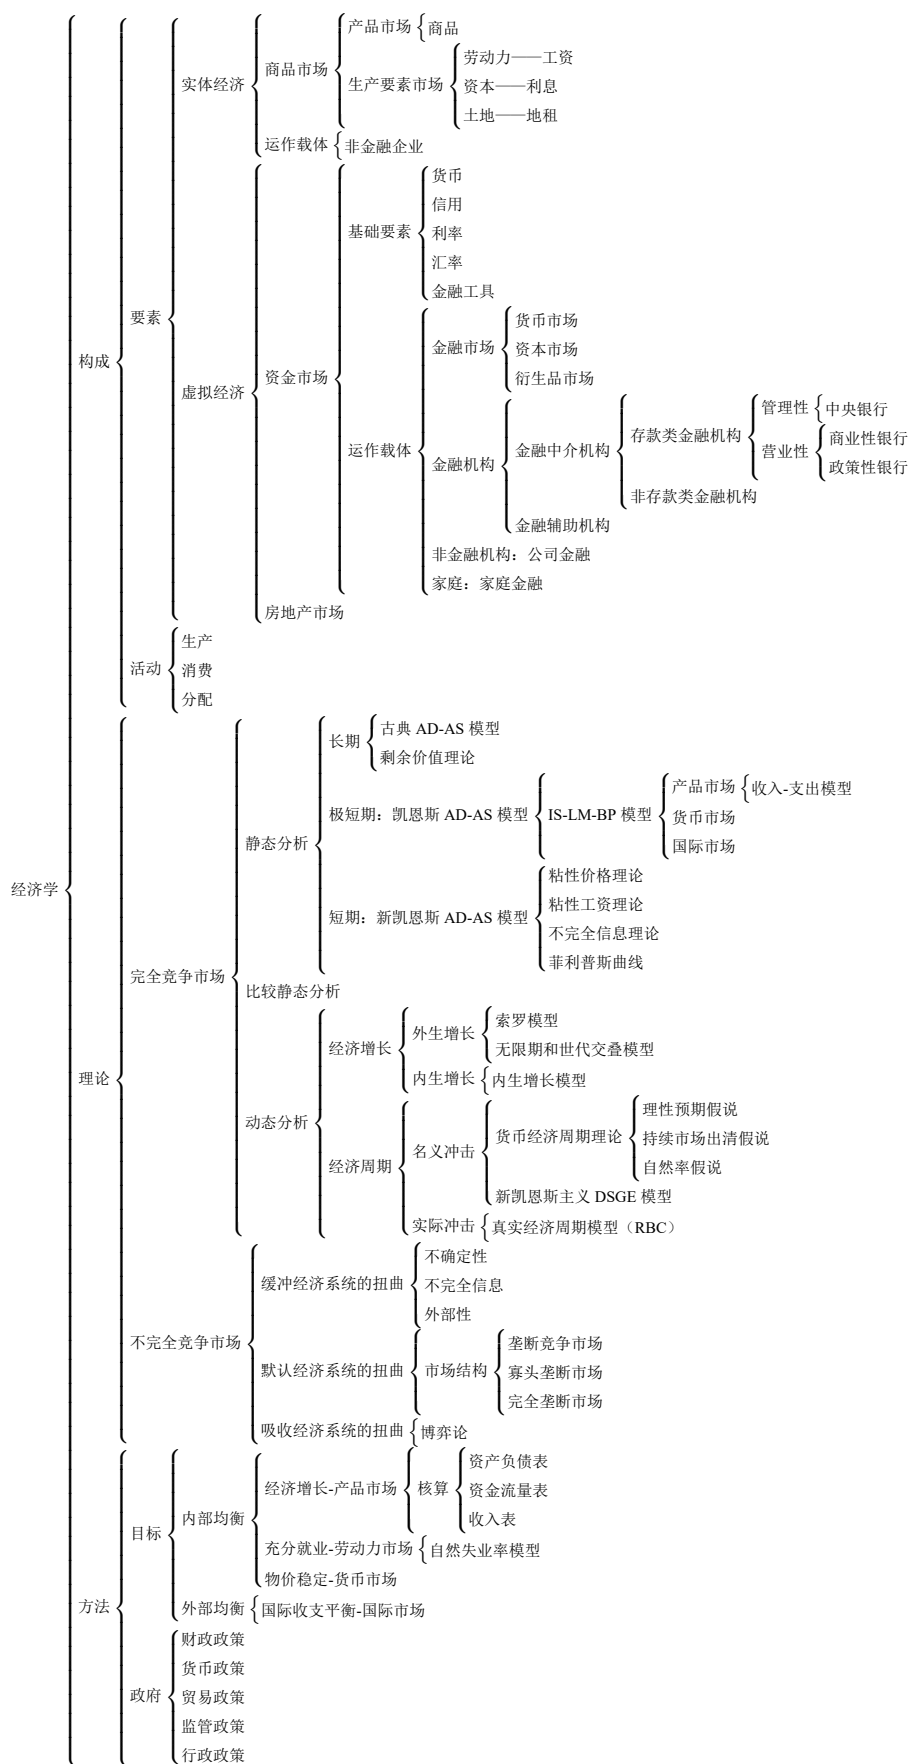 产品市场
商品
劳动力——工资
商品市场
实体经济
生产要素市场
资本——利息
土地——地租
运作载体
非金融企业
货币
信用
基础要素
利率
汇率
金融工具
要素
货币市场
金融市场
资本市场
构成
衍生品市场
虚拟经济
资金市场
管理性
中央银行
存款类金融机构
商业性银行
运作载体
金融中介机构
营业性
金融机构
政策性银行
非存款类金融机构
金融辅助机构
非金融机构：公司金融
家庭：家庭金融
房地产市场
生产
活动
消费
分配
古典 AD-AS 模型
长期
剩余价值理论
产品市场
收入-支出模型
极短期：凯恩斯 AD-AS 模型
IS-LM-BP 模型
货币市场
静态分析
国际市场
粘性价格理论
经济学
粘性工资理论
短期：新凯恩斯 AD-AS 模型
不完全信息理论
菲利普斯曲线
完全竞争市场
比较静态分析
索罗模型
外生增长
经济增长
无限期和世代交叠模型
理论
内生增长
内生增长模型
理性预期假说
动态分析
货币经济周期理论
持续市场出清假说
名义冲击
经济周期
自然率假说
新凯恩斯主义 DSGE 模型
实际冲击
真实经济周期模型（RBC）
不确定性
缓冲经济系统的扭曲
不完全信息
外部性
不完全竞争市场
垄断竞争市场
默认经济系统的扭曲
市场结构
寡头垄断市场
完全垄断市场
吸收经济系统的扭曲
博弈论
资产负债表
经济增长-产品市场
核算
资金流量表
内部均衡
收入表
目标
充分就业-劳动力市场
自然失业率模型
物价稳定-货币市场
方法
外部均衡
国际收支平衡-国际市场
财政政策
货币政策
政府
贸易政策
监管政策
行政政策